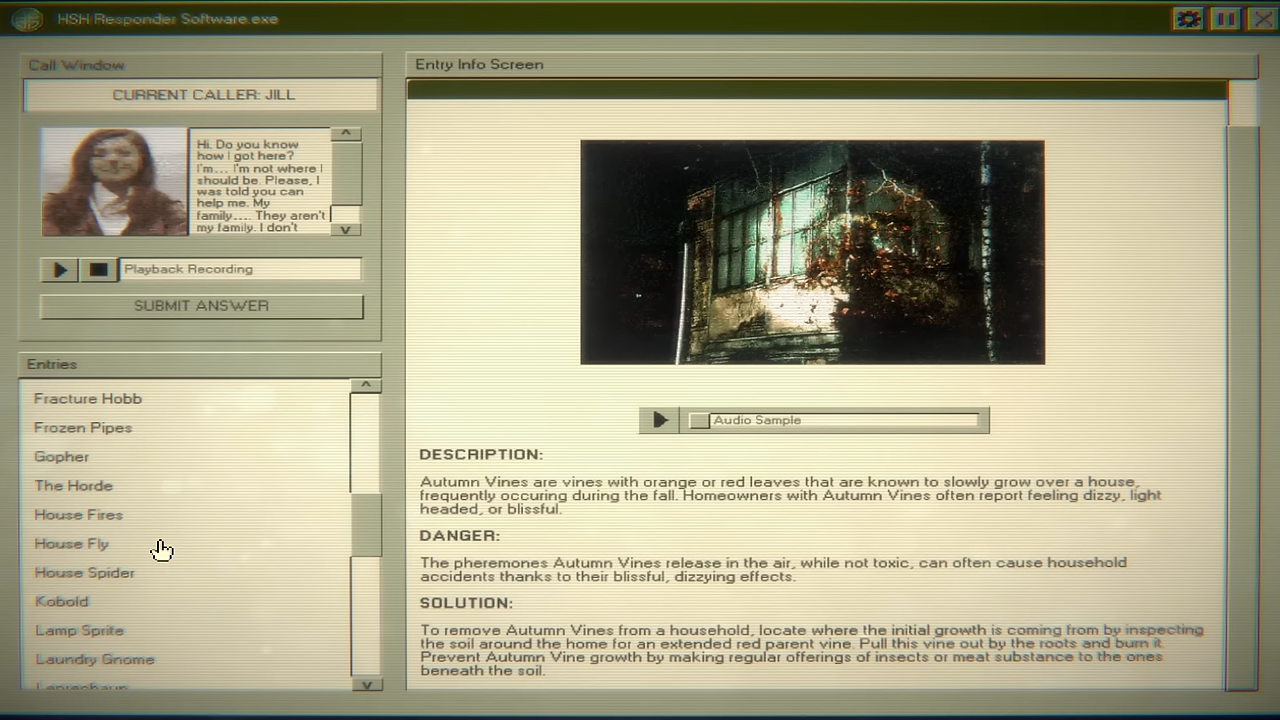 HSH Responder Software.exe
Call Window
CURRENT CALLER: JILL
Hi. Do you know
how I got here?
I'm... I'm not where I
should be. Please, I
was told you can
help me. My
family.... They aren't
my family. I don't
Playback Recording
SUBMIT ANSWER
Entries
Fracture Hobb
Frozen Pipes
Gopher
The Horde
House Fires
House Fly
House Spider
Kobold
Lamp Sprite
Laundry Gnome
Leprechaun
Entry Info Screen
Audio Sample
DESCRIPTION:
Autumn Vines are vines with orange or red leaves that are known to slowly grow over a house,
frequently occuring during the fall. Homeowners with Autumn Vines often report feeling dizzy, light
headed, or blissful.
DANGER:
The pheromones Autumn Vines release in the air, while not toxic, can often cause household
accidents thanks to their blissful, dizzying effects.
SOLUTION:
To remove Autumn Vines from a household, locate where the initial growth is coming from by inspecting
the soil around the home for an extended red parent vine. Pull this vine out by the roots and burn it.
Prevent Autumn Vine growth by making regular offerings of insects or meat substance to the ones
beneath the soil.